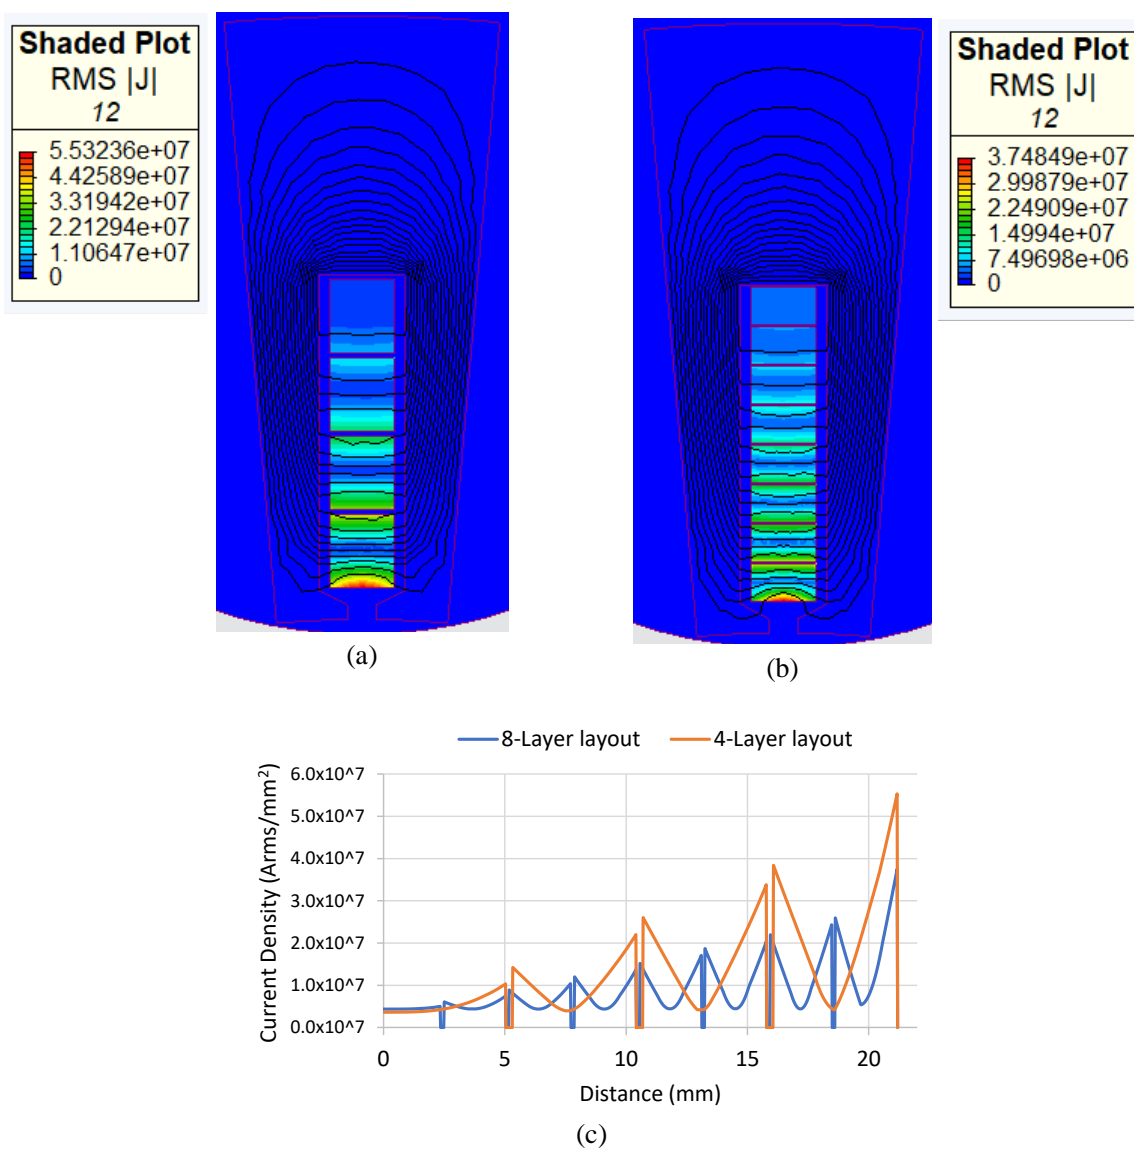 Shaded Plot
RMS |J|
12
5.53236e+07
4.42589e+07
3.31942e+07
2.21294e+07
1.10647e+07
0
(a)
Shaded Plot
RMS |J|
12
3.74849e+07
2.99879e+07
2.24909e+07
1.4994e+07
7.49698e+06
0
(b)
8-Layer layout 4-Layer layout
Current Density (Arms/mm²)
6.0x10^7
5.0x10^7
4.0x10^7
3.0x10^7
2.0x10^7
1.0x10^7
0.0x10^7
0 5 10 15 20
Distance (mm)
(c)